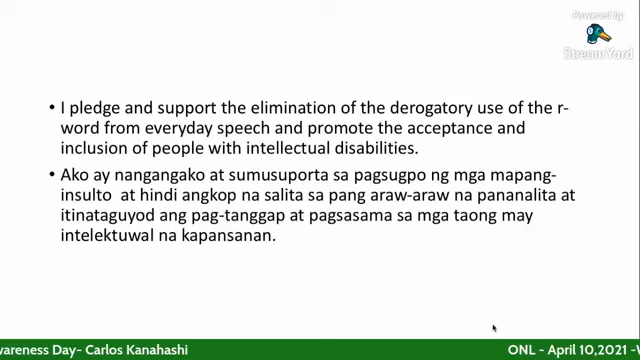 Powered by
StreamYard
• I pledge and support the elimination of the derogatory use of the r-
word from everyday speech and promote the acceptance and
inclusion of people with intellectual disabilities.
• Ako ay nangangako at sumusuporta sa pagsugpo ng mga mapang-
insulto at hindi angkop na salita sa pang araw-araw na pananalita at
itinataguyod ang pag-tanggap at pagsasama sa mga taong may
intelektuwal na kapansanan.
wareness Day- Carlos Kanahashi
ONL - April 10,2021 -